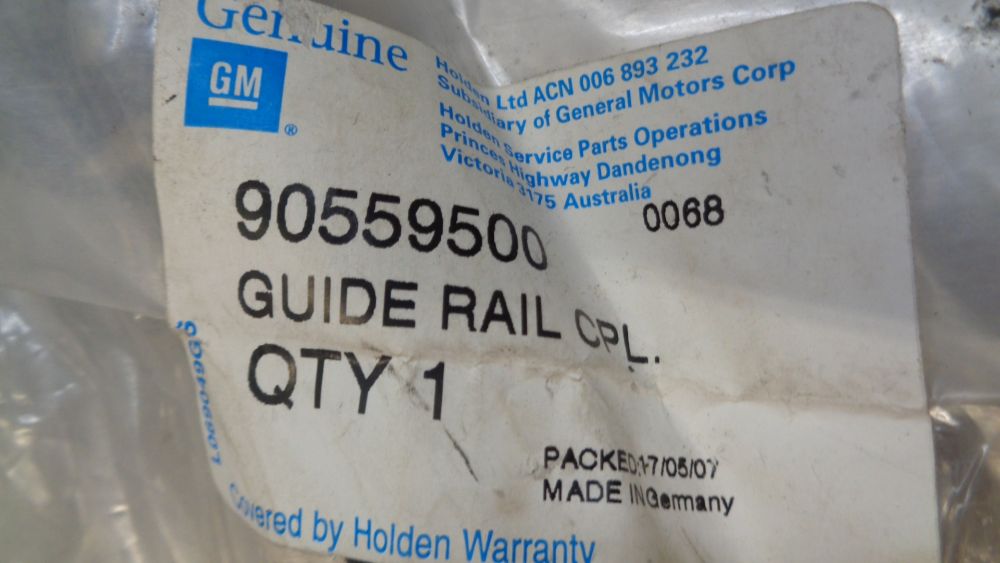 Genuine
GM ®
Holden Ltd ACN 006 893 232
Subsidiary of General Motors Corp
Holden Service Parts Operations
Princes Highway Dandenong
Victoria 3175 Australia
0068
90559500
GUIDE RAIL CPL.
QTY 1
PACKED:17/05/07
MADE IN Germany
Covered by Holden Warranty